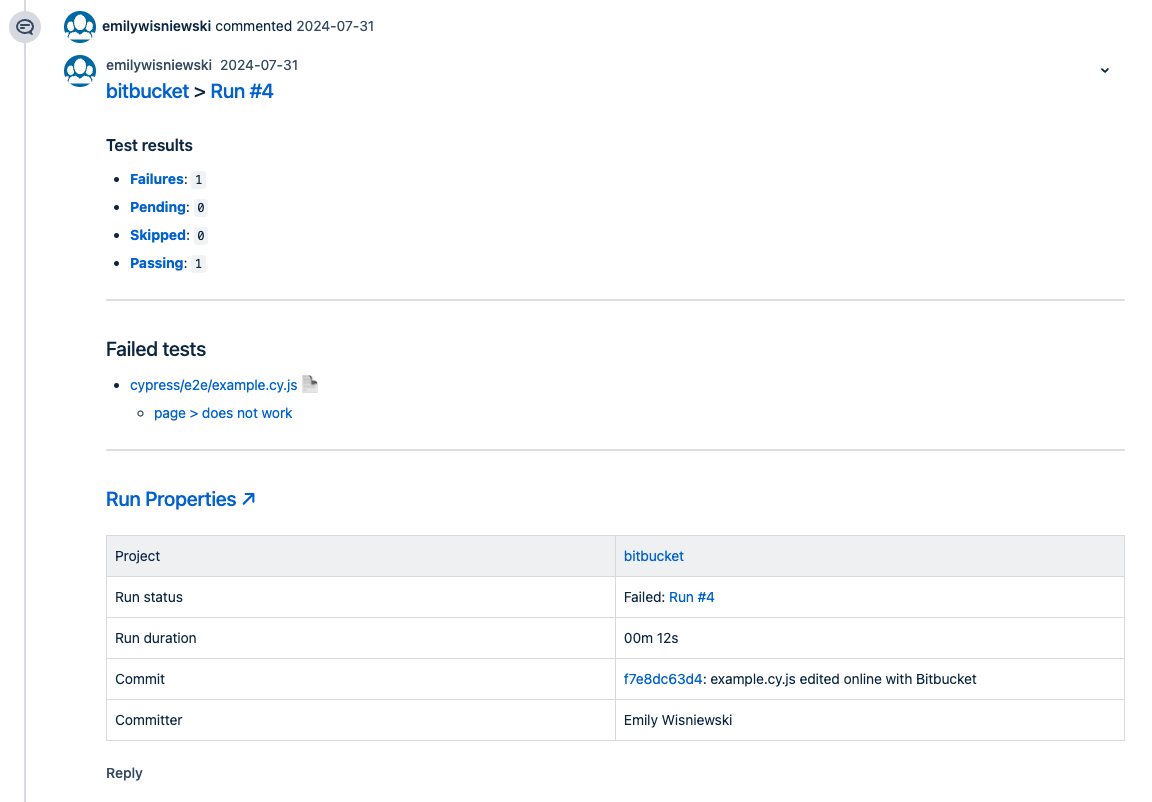 emilywisniewski commented 2024-07-31
emilywisniewski 2024-07-31
bitbucket > Run #4
Test results
• Failures: 1
• Pending: 0
• Skipped: 0
• Passing: 1
Failed tests
• cypress/e2e/example.cy.js
◦ page > does not work
Run Properties ↗
Project bitbucket
Run status Failed: Run #4
Run duration 00m 12s
Commit f7e8dc63d4: example.cy.js edited online with Bitbucket
Committer Emily Wisniewski
Reply